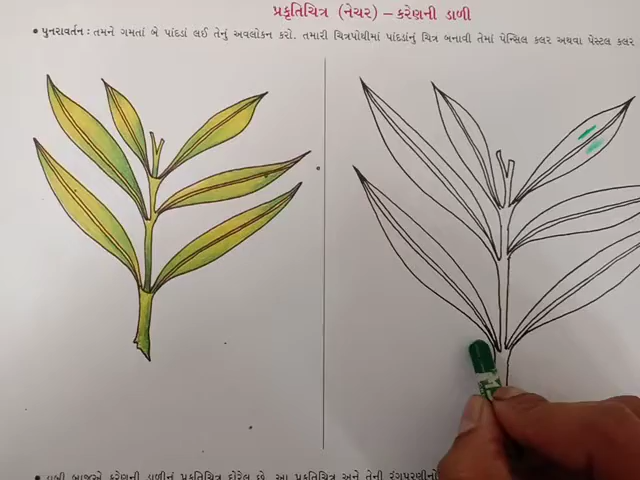 પ્રકૃતિચિત્ર (નેચર) – કરેણની ડાળી
• પુનરાવર્તન : તમને ગમતાં બે પાંદડાં લઈ તેનું અવલોકન કરો. તમારી ચિત્રપોથીમાં પાંદડાંનું ચિત્ર બનાવી તેમાં પેન્સિલ કલર અથવા પેસ્ટલ કલર
• ડાબી બાજુએ કરેણની ડાળીનું પ્રકૃતિચિત્ર દોરેલ છે. આ પ્રકૃતિચિત્ર અને તેની રંગપૂરણીનો